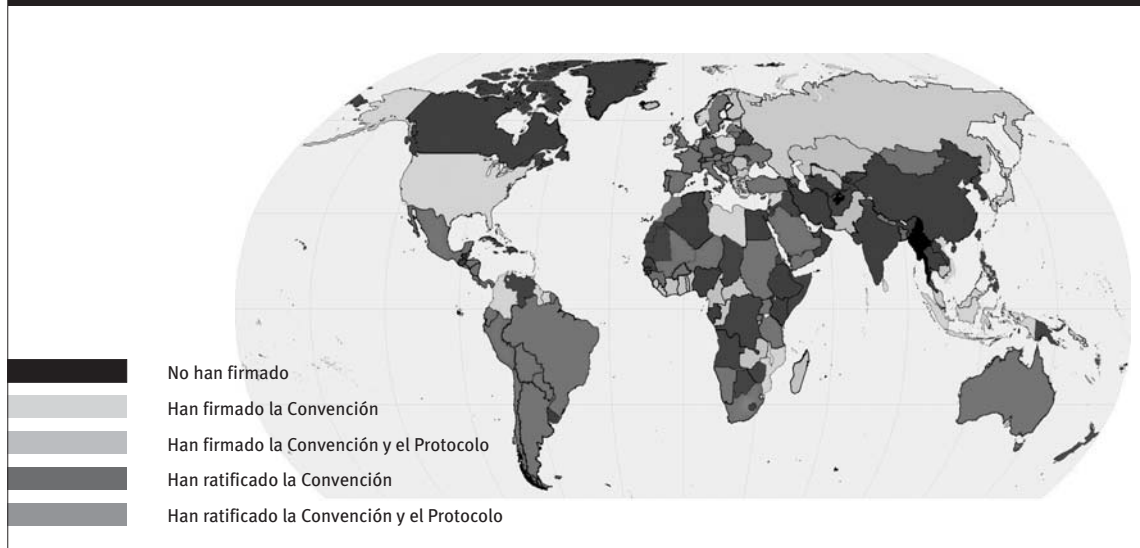 No han firmado
Han firmado la Convención
Han firmado la Convención y el Protocolo
Han ratificado la Convención
Han ratificado la Convención y el Protocolo